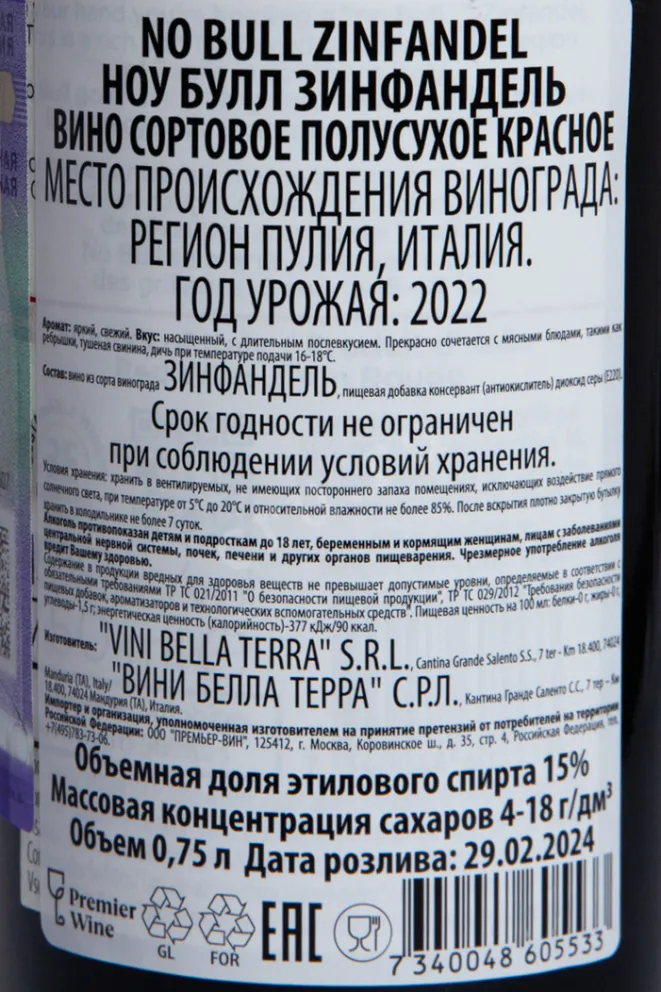 NO BULL ZINFANDEL
НОУ БУЛЛ ЗИНФАНДЕЛЬ
ВИНО СОРТОВОЕ ПОЛУСУХОЕ КРАСНОЕ
МЕСТО ПРОИСХОЖДЕНИЯ ВИНОГРАДА:
РЕГИОН ПУЛИЯ, ИТАЛИЯ.
ГОД УРОЖАЯ: 2022
Аромат: яркий, свежий. Вкус: насыщенный, с длительным послевкусием. Прекрасно сочетается с мясными блюдами, такими как
ребрышки, тушеная свинина, дичь при температуре подачи 16-18°С.
Состав: вино из сорта винограда ЗИНФАНДЕЛЬ, пищевая добавка консервант (антиокислитель) диоксид серы (Е220).
Срок годности не ограничен
при соблюдении условий хранения.
Условия хранения: хранить в вентилируемых, не имеющих постороннего запаха помещениях, исключающих воздействие прямого
солнечного света, при температуре от 5°С до 20°С и относительной влажности не более 85%. После вскрытия плотно закрытую бутылку
хранить в холодильнике не более 7 суток.
Алкоголь противопоказан детям и подросткам до 18 лет, беременным и кормящим женщинам, лицам с заболеваниями
центральной нервной системы, почек, печени и других органов пищеварения. Чрезмерное употребление алкоголя
вредит Вашему здоровью.
Содержание в продукции вредных для здоровья веществ не превышает допустимые уровни, определяемые в соответствии с
обязательными требованиями ТР ТС 021/2011 "О безопасности пищевой продукции", ТР ТС 029/2012 "Требования безопасности
пищевых добавок, ароматизаторов и технологических вспомогательных средств". Пищевая ценность на 100 мл: белки-0 г, жиры-0 г,
углеводы-1,5 г; энергетическая ценность (калорийность)-377 кДж/90 ккал.
Изготовитель: "VINI BELLA TERRA" S.R.L., Cantina Grande Salento S.S., 7 ter - Km 18.400, 74024
Manduria (TA), Italy/ "ВИНИ БЕЛЛА ТЕРРА" С.Р.Л., Кантина Гранде Саленто С.С., 7 тер – Км
18.400, 74024 Мандурия (ТА), Италия.
Импортер и организация, уполномоченная изготовителем на принятие претензий от потребителей на территории
Российской Федерации: ООО "ПРЕМЬЕР-ВИН", 125412, г. Москва, Коровинское ш., д. 35, стр. 4, Российская Федерация, тел.
+7(495)783-73-06.
Объемная доля этилового спирта 15%
Массовая концентрация сахаров 4-18 г/дм³
Объем 0,75 л Дата розлива: 29.02.2024
Premier
Wine
GL
FOR
EAC
7 340048 605533